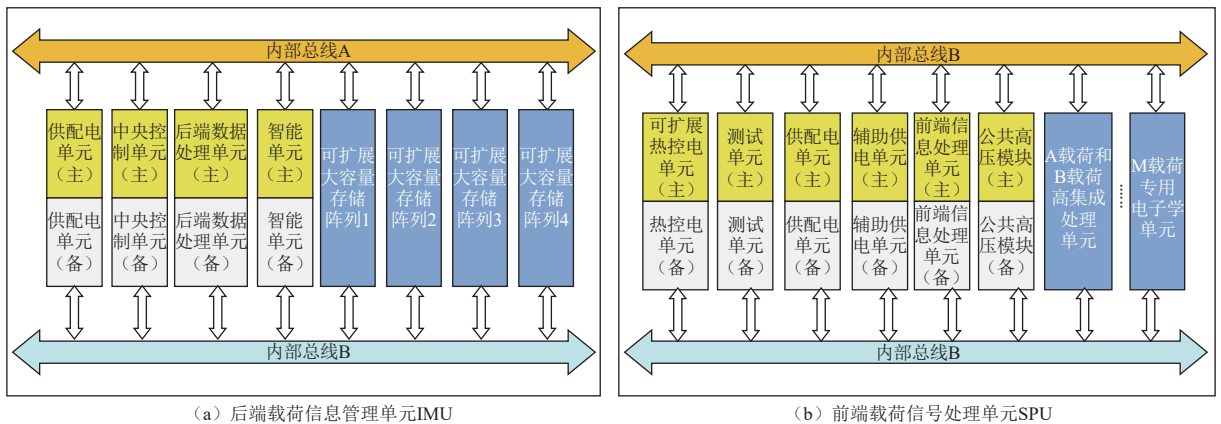 内部总线A
供配电
单元
（主）
中央控
制单元
（主）
后端数据
处理单元
（主）
智能
单元
（主）
供配电
单元
（备）
中央控
制单元
（备）
后端数据
处理单元
（备）
智能
单元
（备）
可扩展
大容量
存储
阵列1
可扩展
大容量
存储
阵列2
可扩展
大容量
存储
阵列3
可扩展
大容量
存储
阵列4
内部总线B
（a）后端载荷信息管理单元IMU
内部总线B
可扩展
热控电
单元
（主）
测试
单元
（主）
供配电
单元
（主）
辅助供
电单元
（主）
前端信
息处理
单元
（主）
公共高
压模块
（主）
热控电
单元
（备）
测试
单元
（备）
供配电
单元
（备）
辅助供
电单元
（备）
前端信
息处理
单元
（备）
公共高
压模块
（备）
A载荷和
B载荷
高集成
处理
单元
......
M载荷
专用
电子学
单元
内部总线B
（b）前端载荷信号处理单元SPU